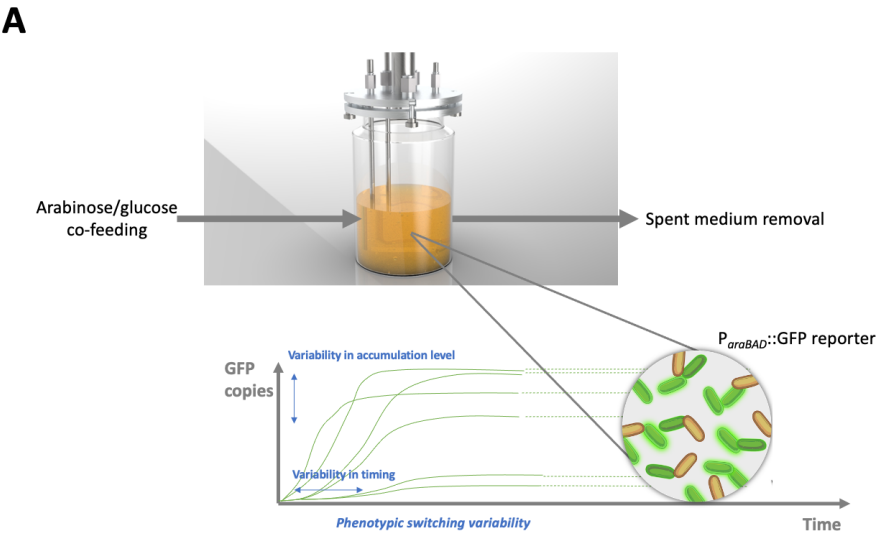 A
Arabinose/glucose
co-feeding
Spent medium removal
ParaBAD::GFP reporter
GFP
copies
Variability in accumulation level
Variability in timing
Phenotypic switching variability
Time